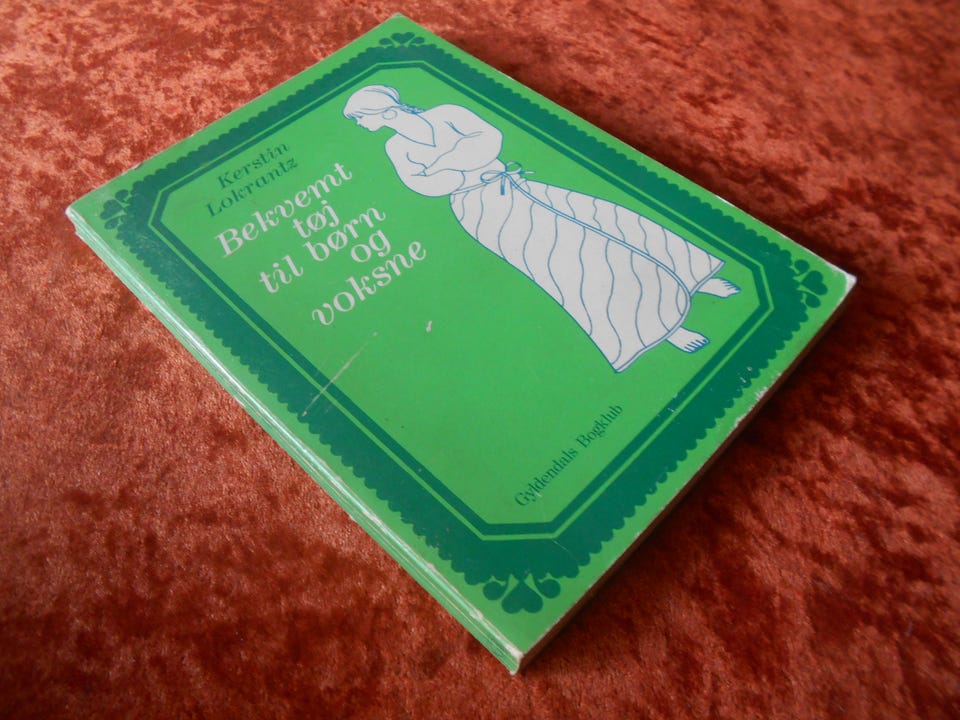 Kerstin
Lokrantz
Bekvemt
tøj
til børn
og
voksne
Gyldendals Bogklub